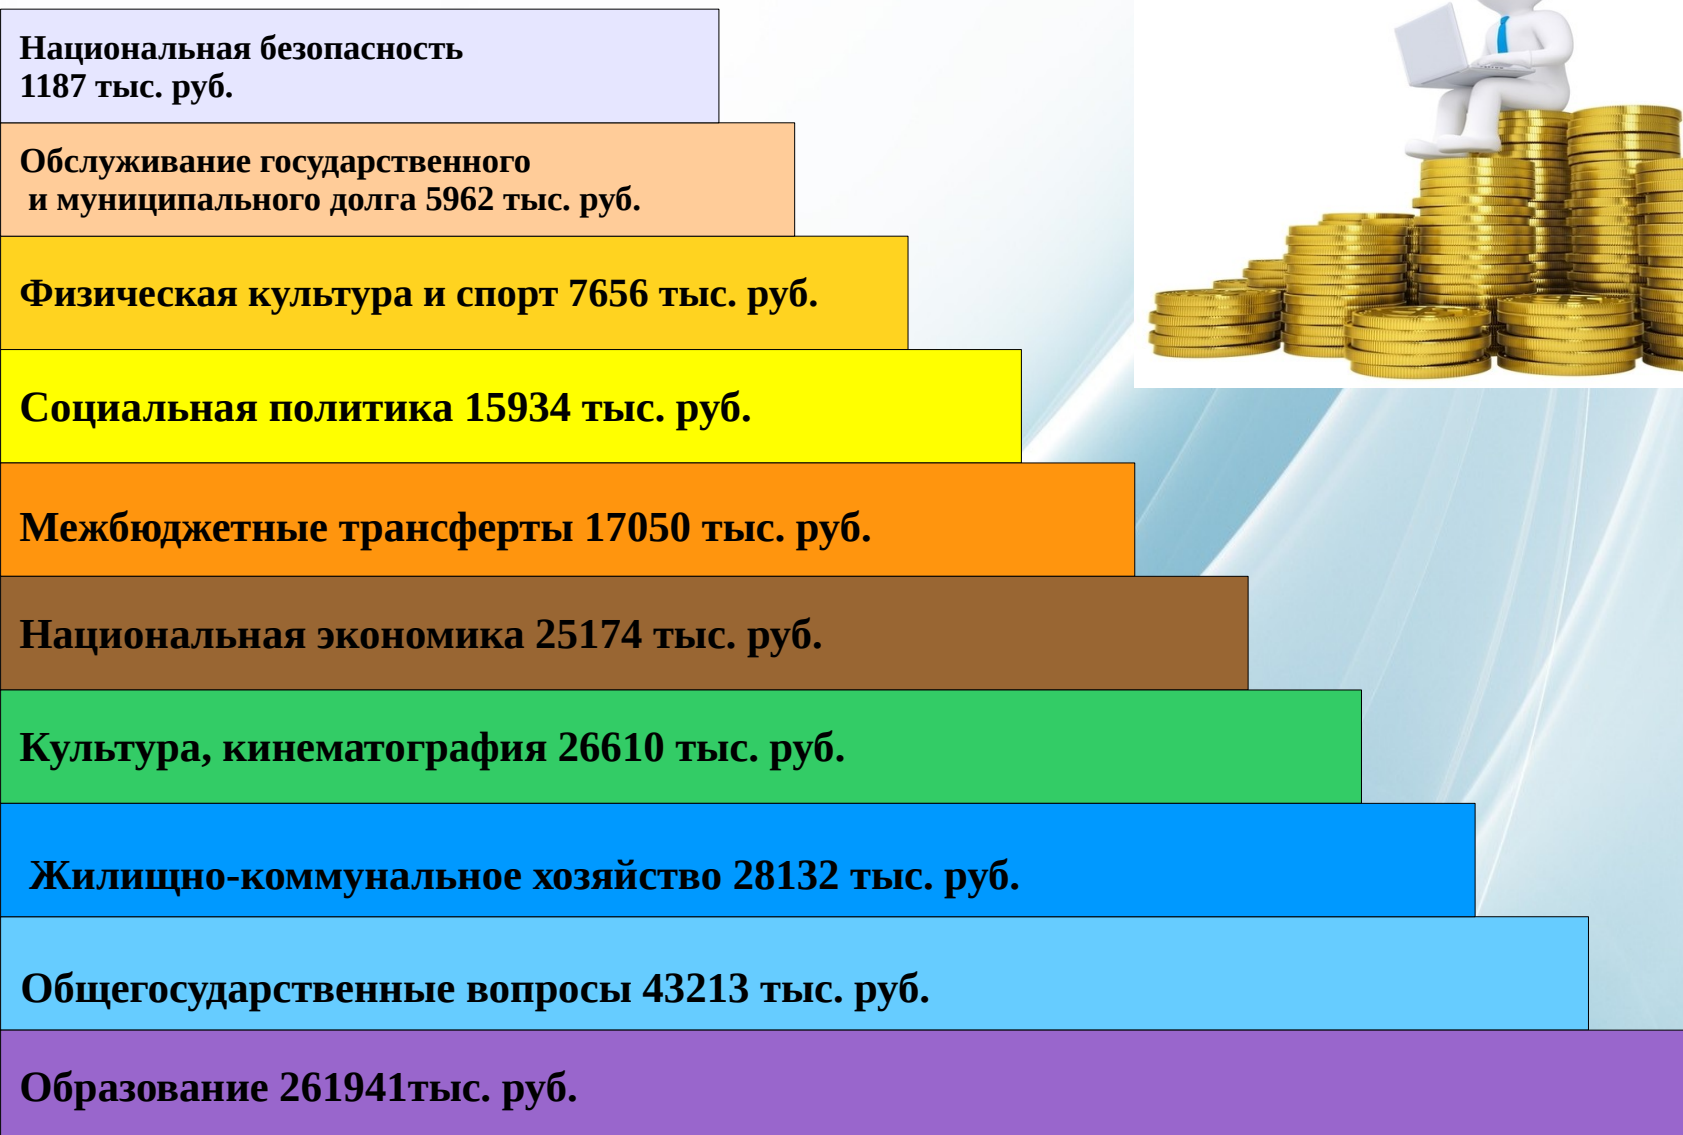 Национальная безопасность
1187 тыс. руб.
Обслуживание государственного
и муниципального долга 5962 тыс. руб.
Физическая культура и спорт 7656 тыс. руб.
Социальная политика 15934 тыс. руб.
Межбюджетные трансферты 17050 тыс. руб.
Национальная экономика 25174 тыс. руб.
Культура, кинематография 26610 тыс. руб.
Жилищно-коммунальное хозяйство 28132 тыс. руб.
Общегосударственные вопросы 43213 тыс. руб.
Образование 261941тыс. руб.